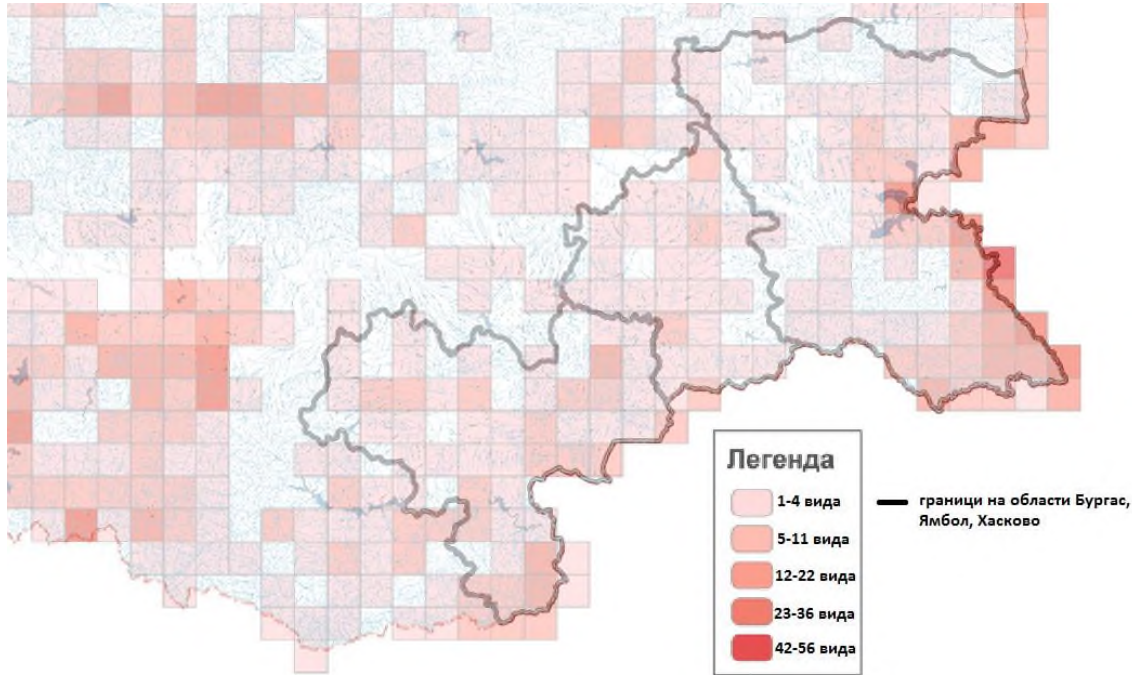 Легенда
1-4 вида
5-11 вида
12-22 вида
23-36 вида
42-56 вида
граници на области Бургас,
Ямбол, Хасково